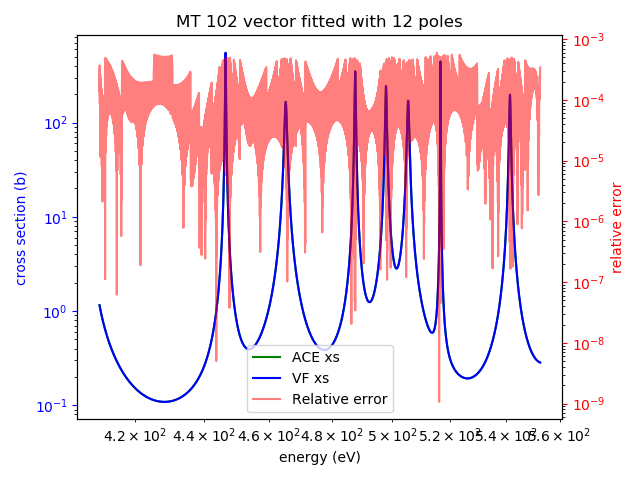 MT 102 vector fitted with 12 poles
cross section (b)
10²
10¹
10⁰
10⁻¹
10⁻³
10⁻⁴
10⁻⁵
10⁻⁶
10⁻⁷
10⁻⁸
10⁻⁹
relative error
ACE xs
VF xs
Relative error
4.2 × 10² 4.4 × 10² 4.6 × 10² 4.8 × 10² 5 × 10² 5.2 × 10² 5.4 × 10² 5.6 × 10²
energy (eV)